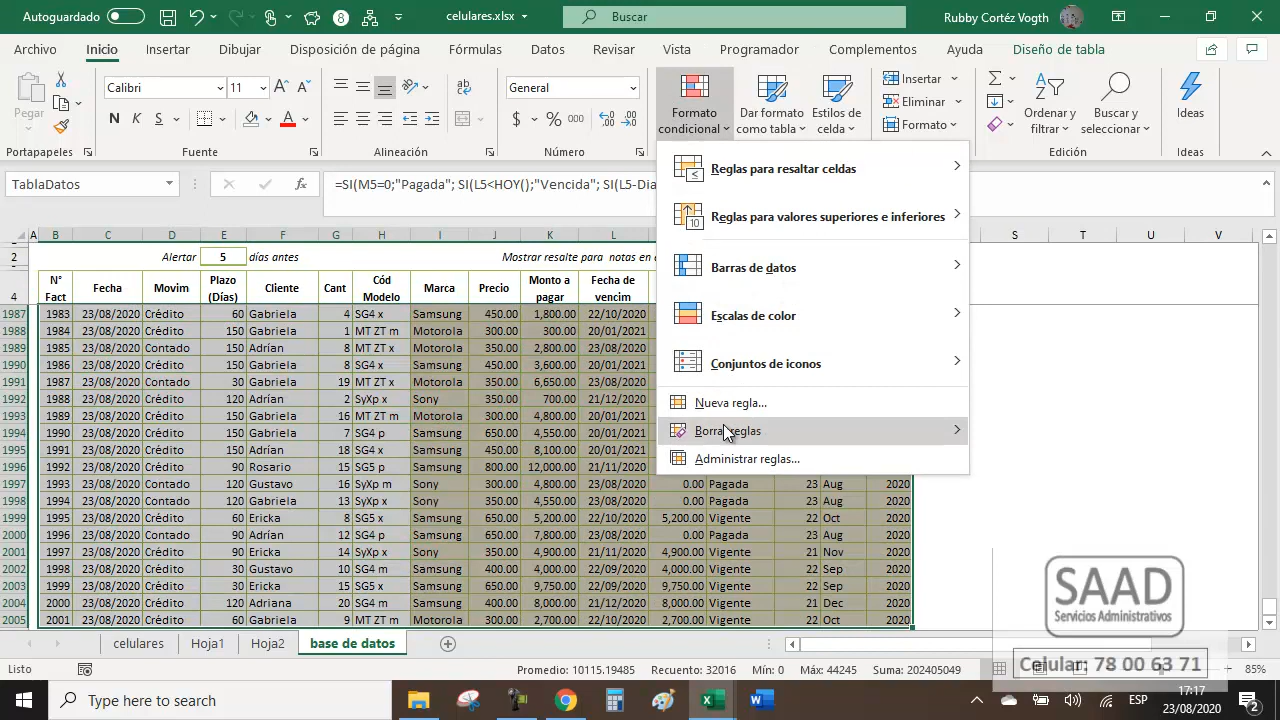 Autoguardado
celulares.xlsx
Buscar
Rubby Cortéz Vogth
Archivo Inicio Insertar Dibujar Disposición de página Fórmulas Datos Revisar Vista Programador Complementos Ayuda Diseño de tabla
Pegar
Calibri 11
General
N K S
$ % 000
Formato condicional
Dar formato como tabla
Estilos de celda
Insertar
Eliminar
Formato
Ordenar y filtrar
Buscar y seleccionar
Ideas
Portapapeles Fuente Alineación Número Edición Ideas
TablaDatos
=SI(M5=0;"Pagada"; SI(L5<HOY();"Vencida"; SI(L5-Dia
Reglas para resaltar celdas
Reglas para valores superiores e inferiores
Barras de datos
Escalas de color
Conjuntos de iconos
Nueva regla...
Borrar reglas
Administrar reglas...
A B C D E F G H I J K L S T U V
2 Alertar 5 días antes Mostrar resalte para notas en
4 N° Fact Fecha Movim Plazo (Días) Cliente Cant Cód Modelo Marca Precio Monto a pagar Fecha de vencim
1987 1983 23/08/2020 Crédito 60 Gabriela 4 SG4 x Samsung 450.00 1,800.00 22/10/2020
1988 1984 23/08/2020 Crédito 150 Gabriela 1 MT ZT m Motorola 300.00 300.00 20/01/2021
1989 1985 23/08/2020 Contado 150 Adrían 8 MT ZT x Motorola 350.00 2,800.00 23/08/2020
1990 1986 23/08/2020 Crédito 150 Gabriela 8 SG4 x Samsung 450.00 3,600.00 20/01/2021
1991 1987 23/08/2020 Contado 30 Gabriela 19 MT ZT x Motorola 350.00 6,650.00 23/08/2020
1992 1988 23/08/2020 Crédito 120 Adrían 2 SyXp x Sony 350.00 700.00 21/12/2020
1993 1989 23/08/2020 Crédito 150 Gabriela 16 MT ZT m Motorola 300.00 4,800.00 20/01/2021
1994 1990 23/08/2020 Crédito 150 Gabriela 7 SG4 p Samsung 650.00 4,550.00 20/01/2021
1995 1991 23/08/2020 Crédito 150 Adrían 18 SG4 x Samsung 450.00 8,100.00 20/01/2021
1996 1992 23/08/2020 Crédito 90 Rosario 15 SG5 p Samsung 800.00 12,000.00 21/11/2020
1997 1993 23/08/2020 Contado 120 Gustavo 16 SyXp m Sony 300.00 4,800.00 23/08/2020 0.00 Pagada 23 Aug 2020
1998 1994 23/08/2020 Contado 120 Gabriela 13 SyXp x Sony 350.00 4,550.00 23/08/2020 0.00 Pagada 23 Aug 2020
1999 1995 23/08/2020 Crédito 60 Ericka 8 SG5 x Samsung 650.00 5,200.00 22/10/2020 5,200.00 Vigente 22 Oct 2020
2000 1996 23/08/2020 Contado 90 Adrían 12 SG4 p Samsung 650.00 7,800.00 23/08/2020 0.00 Pagada 23 Aug 2020
2001 1997 23/08/2020 Crédito 90 Ericka 14 SyXp x Sony 350.00 4,900.00 21/11/2020 4,900.00 Vigente 21 Nov 2020
2002 1998 23/08/2020 Crédito 30 Gustavo 10 SG4 m Samsung 400.00 4,000.00 22/09/2020 4,000.00 Vigente 22 Sep 2020
2003 1999 23/08/2020 Crédito 30 Ericka 15 SG5 x Samsung 650.00 9,750.00 22/09/2020 9,750.00 Vigente 22 Sep 2020
2004 2000 23/08/2020 Crédito 120 Adriana 20 SG4 m Samsung 400.00 8,000.00 21/12/2020 8,000.00 Vigente 21 Dec 2020
2005 2001 23/08/2020 Crédito 60 Gabriela 9 MT ZT m Motorola 300.00 2,700.00 22/10/2020 2,700.00 Vigente 22 Oct 2020
SAAD
Servicios Administrativos
Celular: 78 00 63 71
celulares Hoja1 Hoja2 base de datos
Listo
Promedio: 10115.19485 Recuento: 32016 Mín: 0 Máx: 44245 Suma: 202405049
85%
Type here to search
ESP
17:17
23/08/2020
2